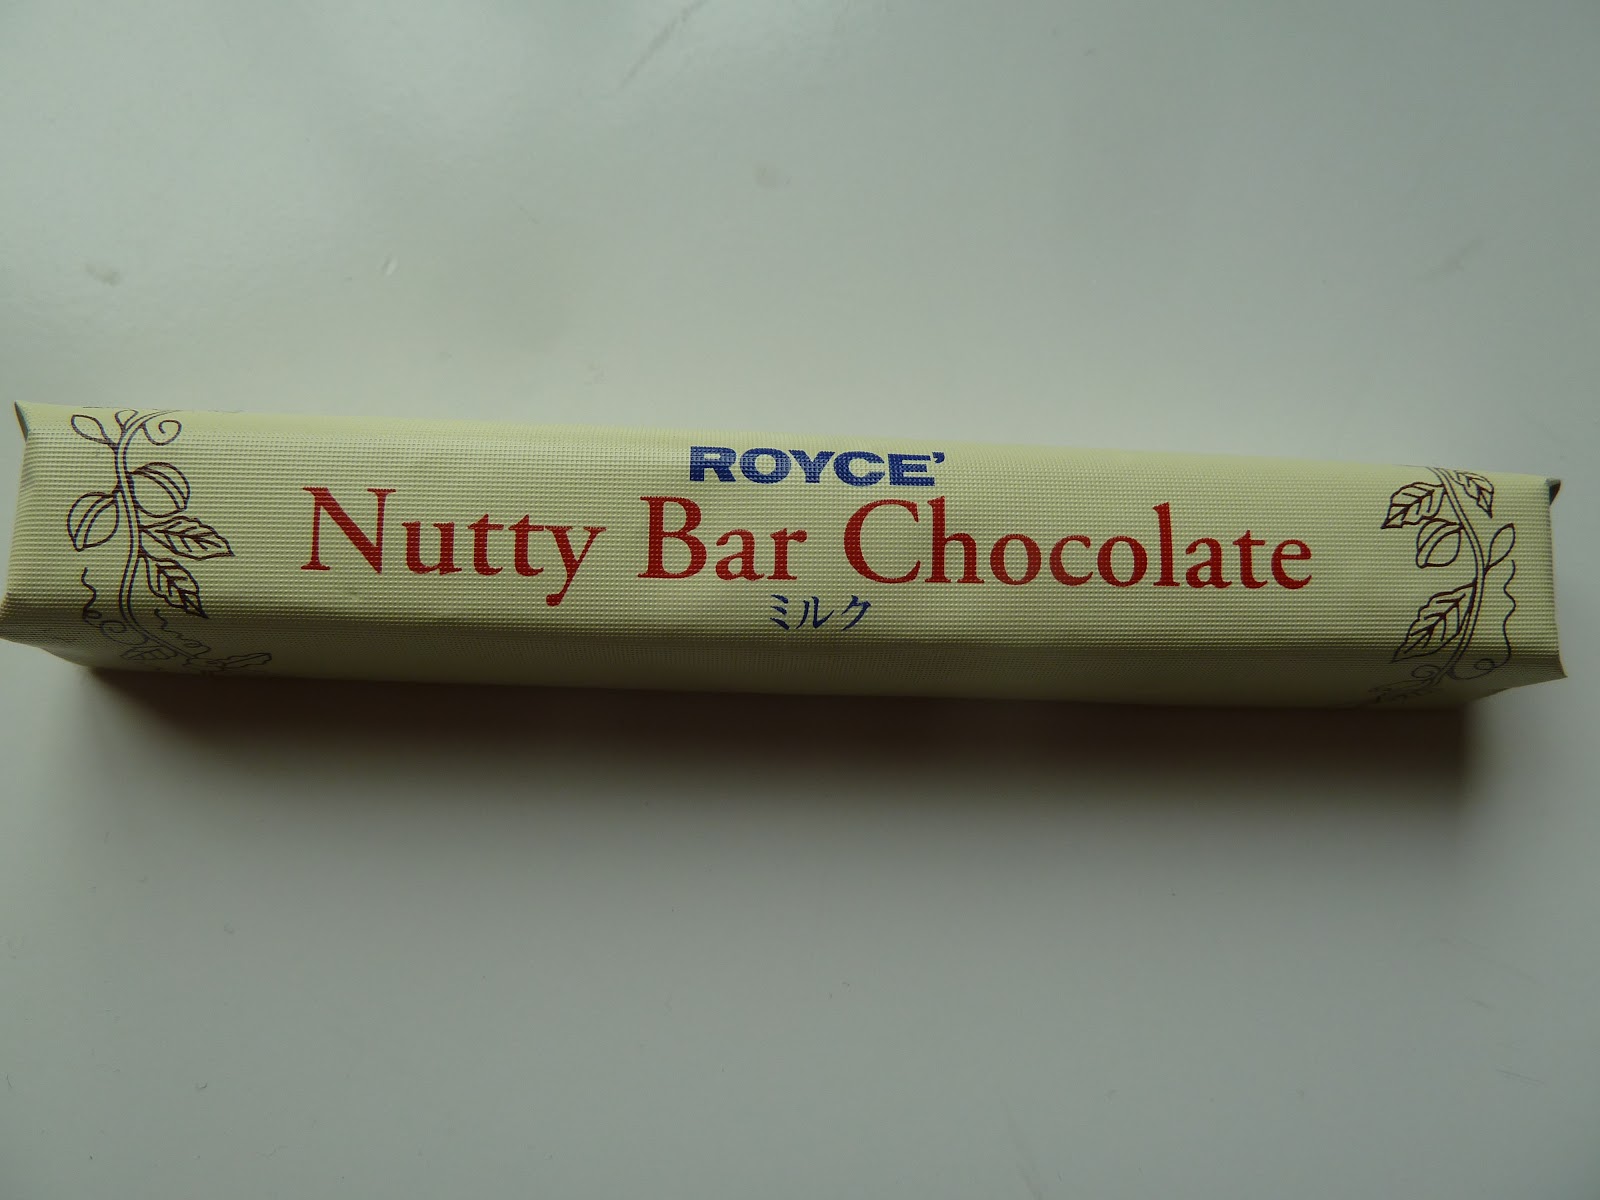 ROYCE'
Nutty Bar Chocolate
ミルク